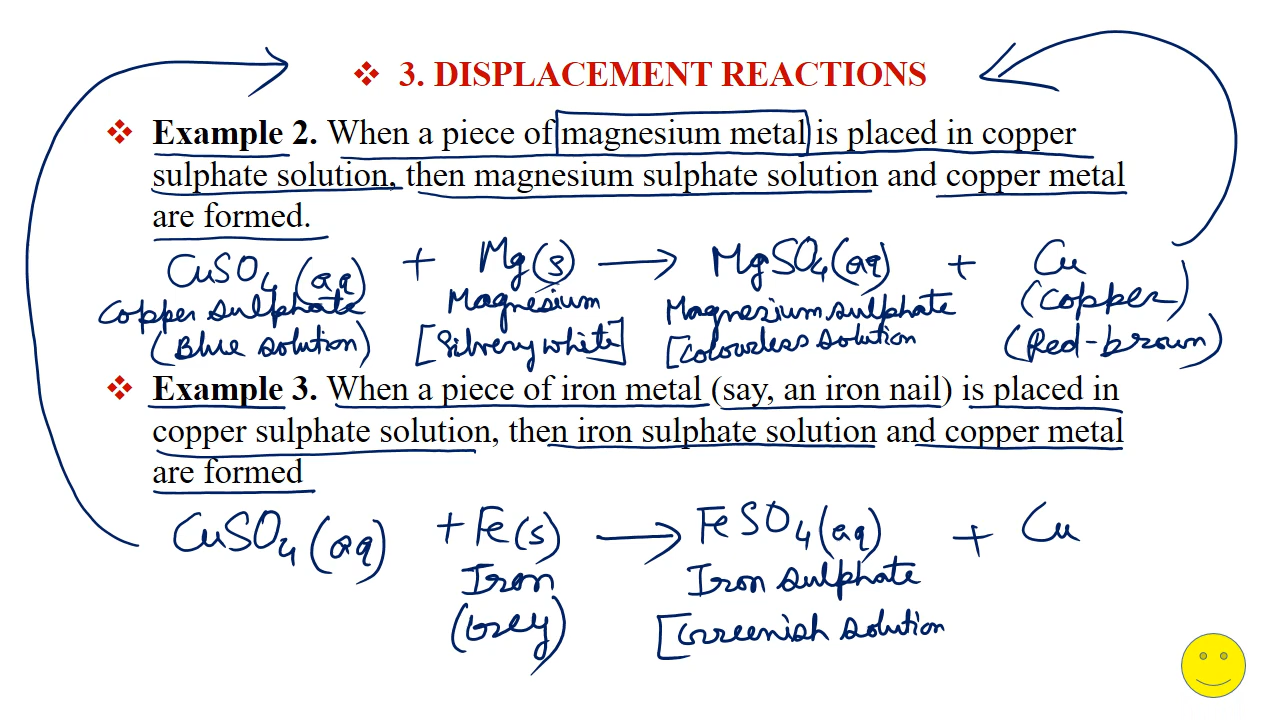 ❖ 3. DISPLACEMENT REACTIONS
❖ Example 2. When a piece of magnesium metal is placed in copper
sulphate solution, then magnesium sulphate solution and copper metal
are formed.
CuSO4 (aq) + Mg(s) → MgSO4(aq) + Cu
Copper sulphate Magnesium Magnesium sulphate (Copper)
(Blue solution) [Silvery white] [Colourless solution (Red-brown)
❖ Example 3. When a piece of iron metal (say, an iron nail) is placed in
copper sulphate solution, then iron sulphate solution and copper metal
are formed
CuSO4(aq) + Fe(s) → FeSO4(aq) + Cu
Iron Iron sulphate
(Grey) [Greenish solution